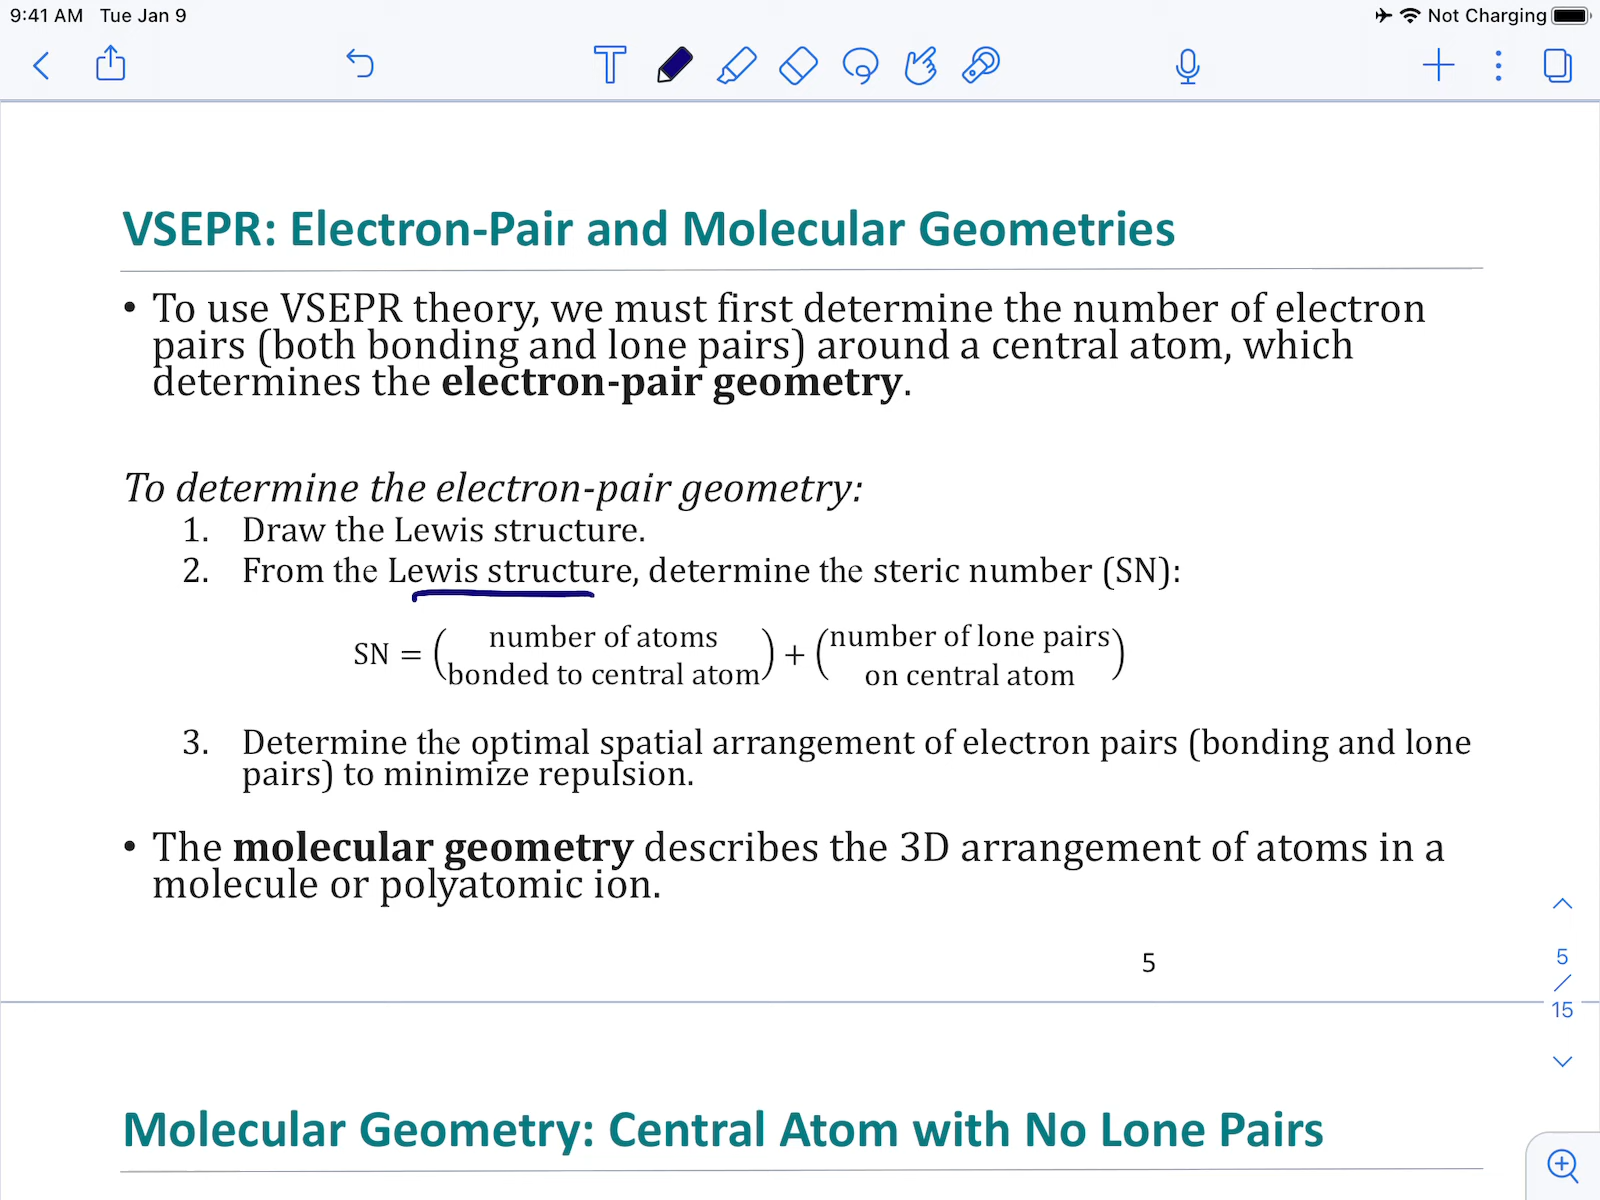 9:41 AM Tue Jan 9
Not Charging
VSEPR: Electron-Pair and Molecular Geometries
• To use VSEPR theory, we must first determine the number of electron
pairs (both bonding and lone pairs) around a central atom, which
determines the electron-pair geometry.
To determine the electron-pair geometry:
1. Draw the Lewis structure.
2. From the Lewis structure, determine the steric number (SN):
SN = (number of atoms bonded to central atom) + (number of lone pairs on central atom)
3. Determine the optimal spatial arrangement of electron pairs (bonding and lone
pairs) to minimize repulsion.
• The molecular geometry describes the 3D arrangement of atoms in a
molecule or polyatomic ion.
5
5
/
15
Molecular Geometry: Central Atom with No Lone Pairs